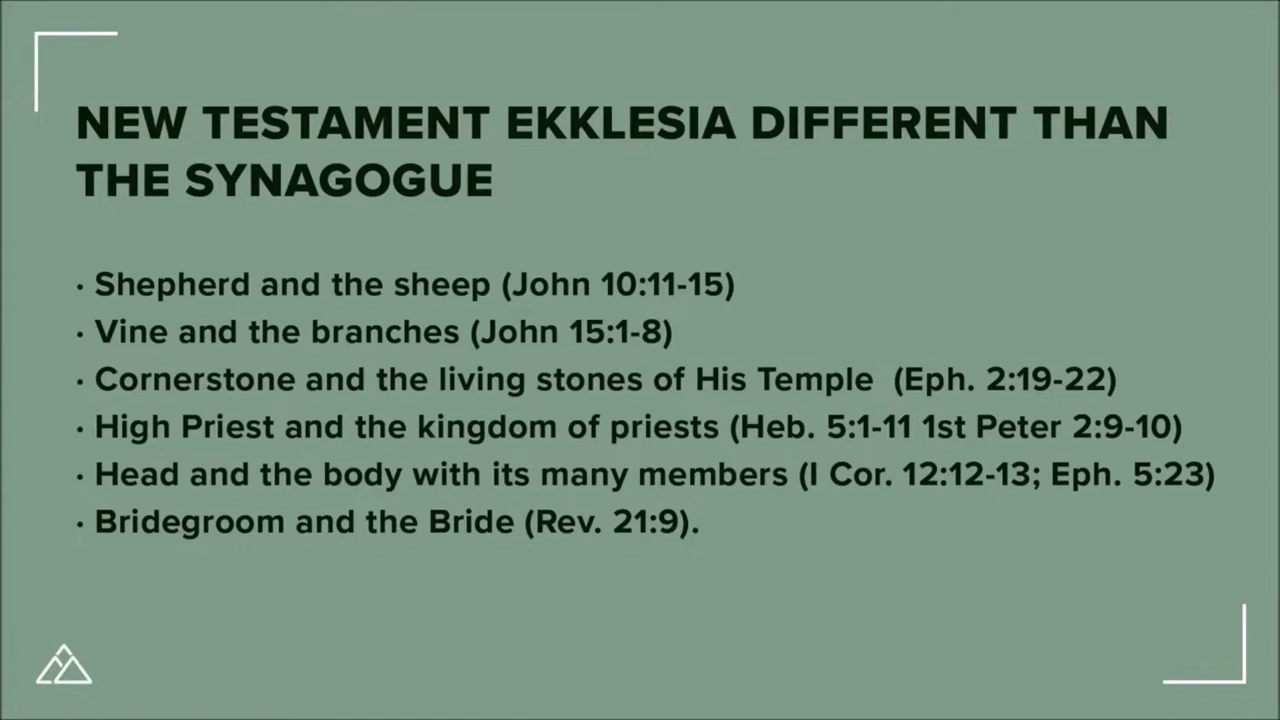 NEW TESTAMENT EKKLESIA DIFFERENT THAN
THE SYNAGOGUE
· Shepherd and the sheep (John 10:11-15)
· Vine and the branches (John 15:1-8)
· Cornerstone and the living stones of His Temple  (Eph. 2:19-22)
· High Priest and the kingdom of priests (Heb. 5:1-11 1st Peter 2:9-10)
· Head and the body with its many members (I Cor. 12:12-13; Eph. 5:23)
· Bridegroom and the Bride (Rev. 21:9).